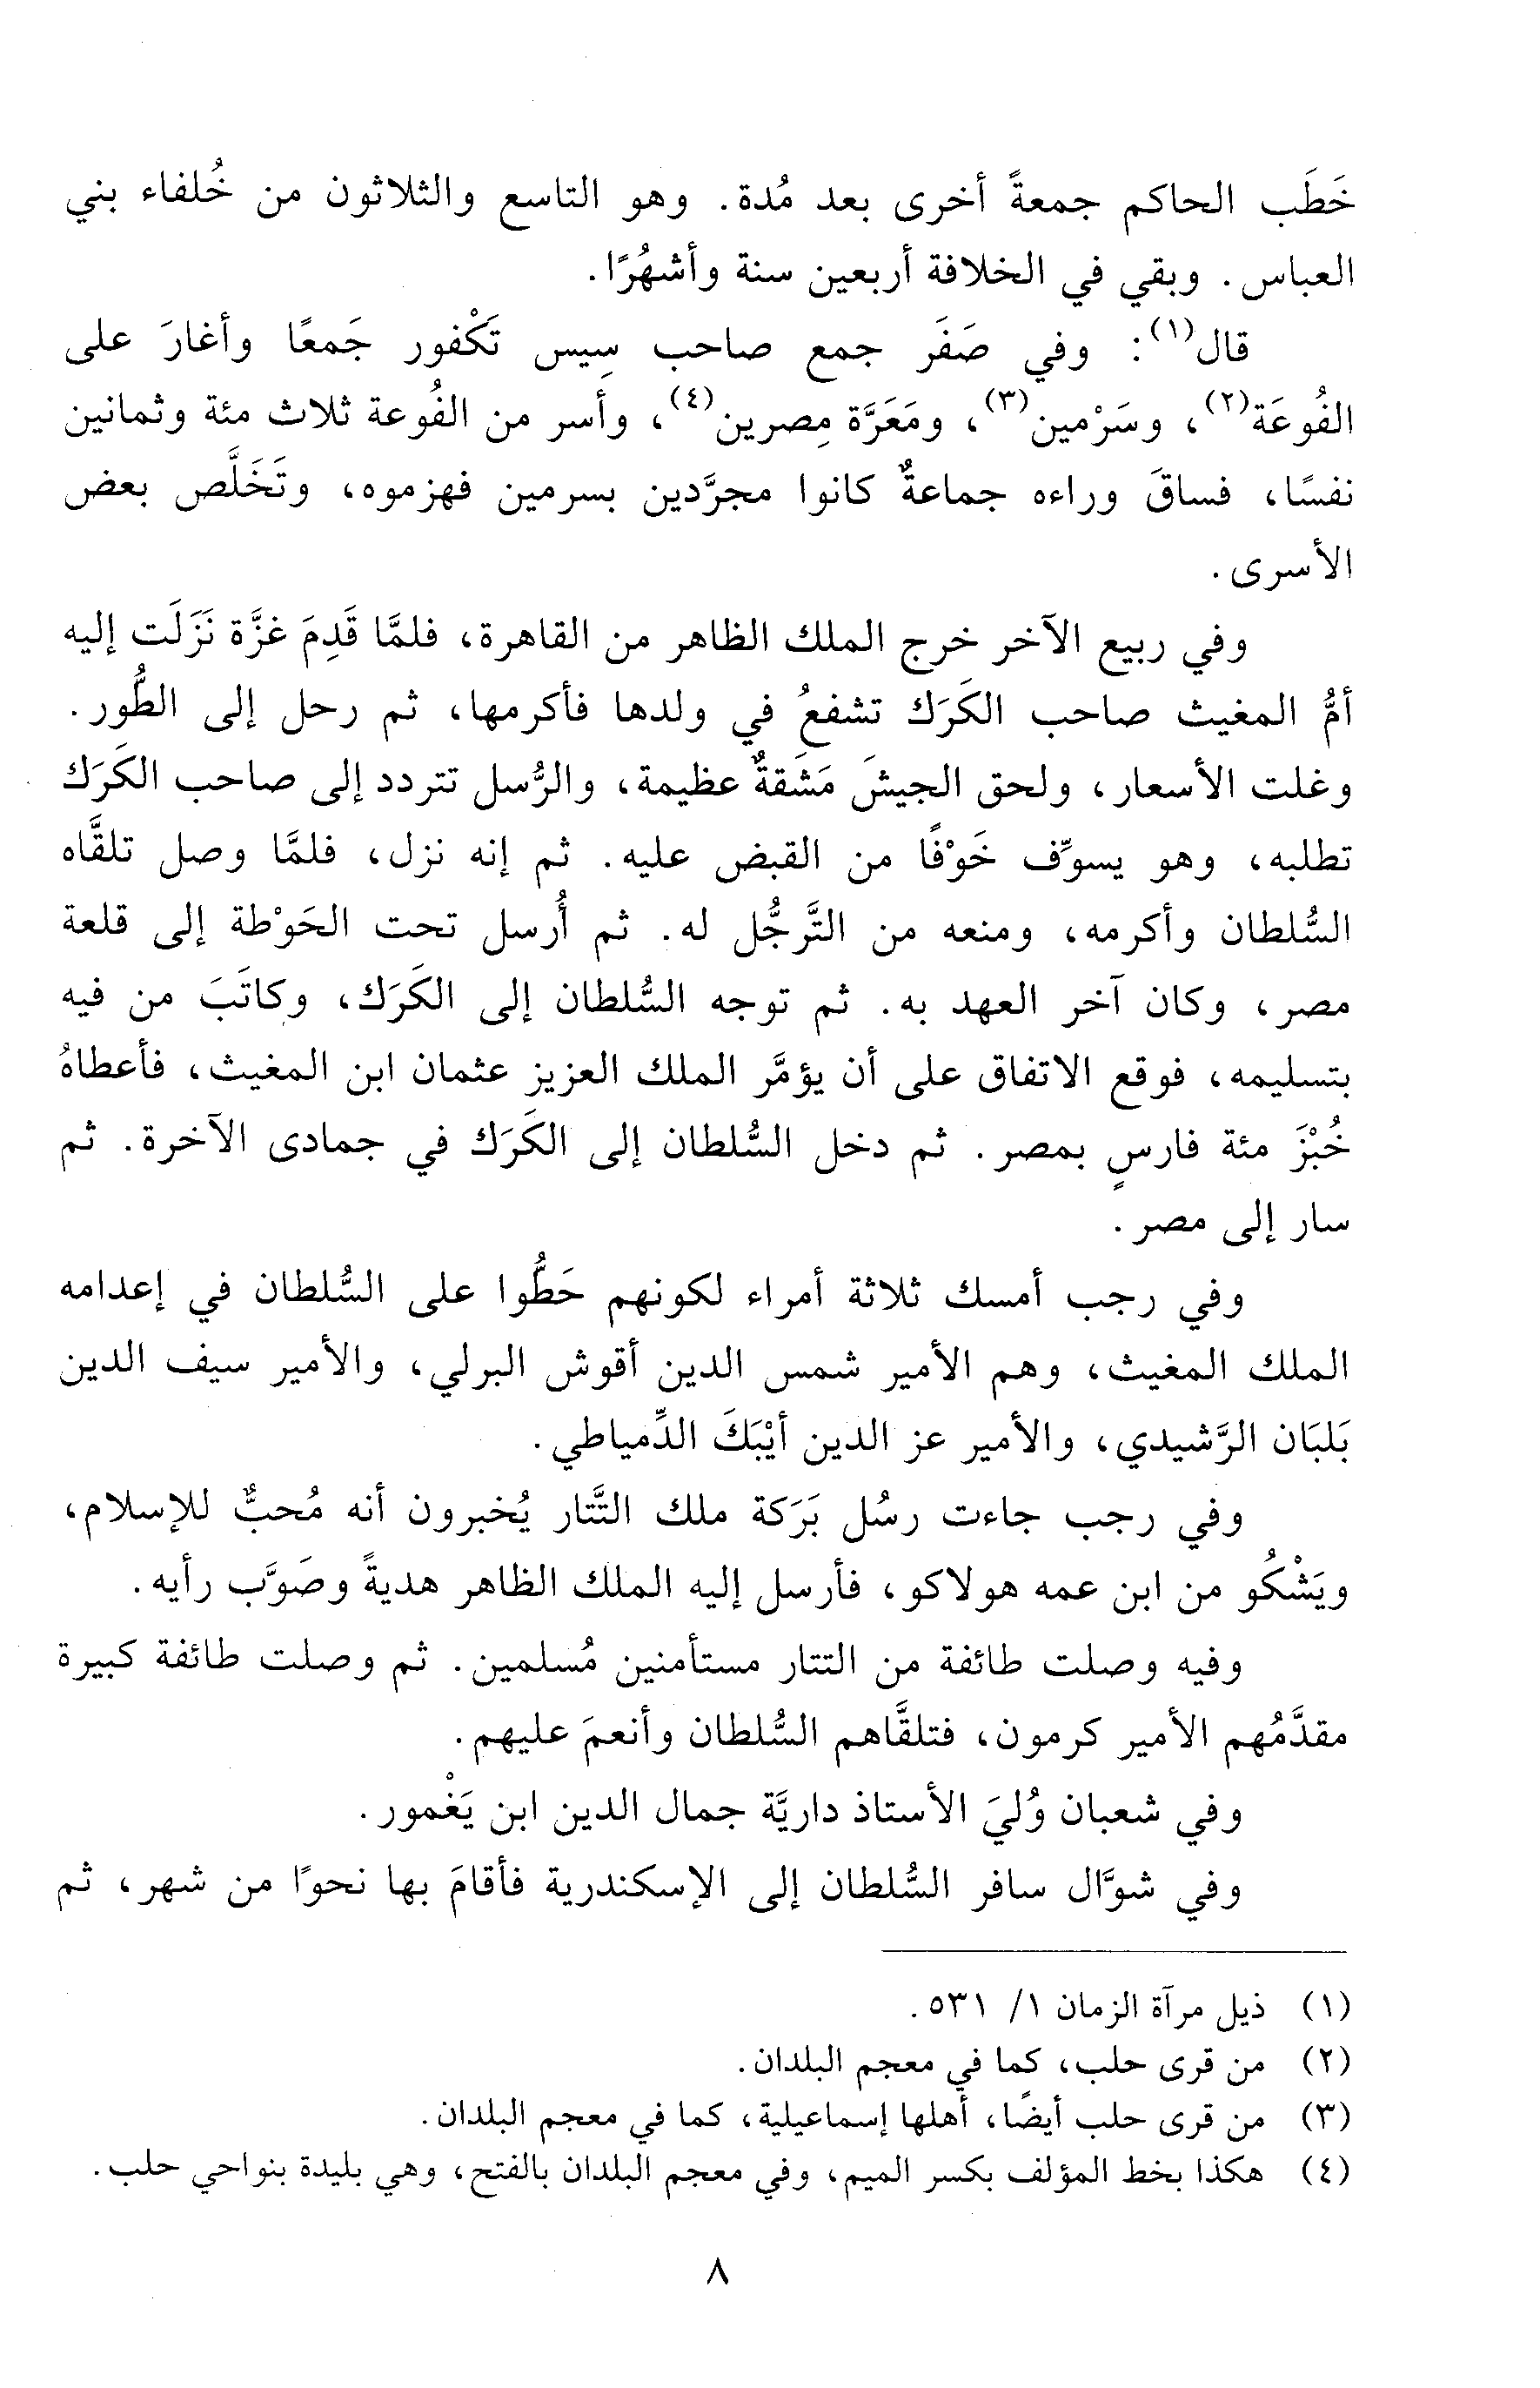 خَطَب الحاكم جمعةً أخرى بعد مُدة. وهو التاسع والثلاثون من خُلفاء بني
العباس. وبقي في الخلافة أربعين سنة وأشهُرًا.
قال(١): وفي صَفَر جمع صاحب سِيس تَكْفور جَمعًا وأغارَ على
الفُوعَة(٢)، وسَرْمين(٣)، ومَعَرَّة مِصرين(٤)، وأسر من الفُوعة ثلاث مئة وثمانين
نفسًا، فساقَ وراءه جماعةٌ كانوا مجرَّدين بسرمين فهزموه، وتَخَلَّص بعض
الأسرى.
وفي ربيع الآخر خرج الملك الظاهر من القاهرة، فلمَّا قَدِمَ غزَّة نَزَلَت إليه
أمُّ المغيث صاحب الكَرَك تشفعُ في ولدها فأكرمها، ثم رحل إلى الطُّور.
وغلت الأسعار، ولحق الجيشَ مَشَقةٌ عظيمة، والرُّسل تتردد إلى صاحب الكَرَك
تطلبه، وهو يسوِّف خَوْفًا من القبض عليه. ثم إنه نزل، فلمَّا وصل تلقَّاه
السُّلطان وأكرمه، ومنعه من التَّرجُّل له. ثم أُرسل تحت الحَوْطة إلى قلعة
مصر، وكان آخر العهد به. ثم توجه السُّلطان إلى الكَرَك، وكاتَبَ من فيه
بتسليمه، فوقع الاتفاق على أن يؤمَّر الملك العزيز عثمان ابن المغيث، فأعطاهُ
خُبْزَ مئة فارسٍ بمصر. ثم دخل السُّلطان إلى الكَرَك في جمادى الآخرة. ثم
سار إلى مصر.
وفي رجب أمسك ثلاثة أمراء لكونهم حَطُّوا على السُّلطان في إعدامه
الملك المغيث، وهم الأمير شمس الدين أقوش البرلي، والأمير سيف الدين
بَلبَان الرَّشيدي، والأمير عز الدين أيْبَكَ الدِّمياطي.
وفي رجب جاءت رسُل بَرَكة ملك التَّتار يُخبرون أنه مُحبٌّ للإسلام،
ويَشْكُو من ابن عمه هولاكو، فأرسل إليه الملك الظاهر هديةً وصَوَّب رأيه.
وفيه وصلت طائفة من التتار مستأمنين مُسلمين. ثم وصلت طائفة كبيرة
مقدَّمُهم الأمير كرمون، فتلقَّاهم السُّلطان وأنعمَ عليهم.
وفي شعبان وُليَ الأستاذ داريَّة جمال الدين ابن يَغْمور.
وفي شوَّال سافر السُّلطان إلى الإسكندرية فأقامَ بها نحوًا من شهر، ثم
(١) ذيل مرآة الزمان ١/ ٥٣١.
(٢) من قرى حلب، كما في معجم البلدان.
(٣) من قرى حلب أيضًا، أهلها إسماعيلية، كما في معجم البلدان.
(٤) هكذا بخط المؤلف بكسر الميم، وفي معجم البلدان بالفتح، وهي بليدة بنواحي حلب.
٨